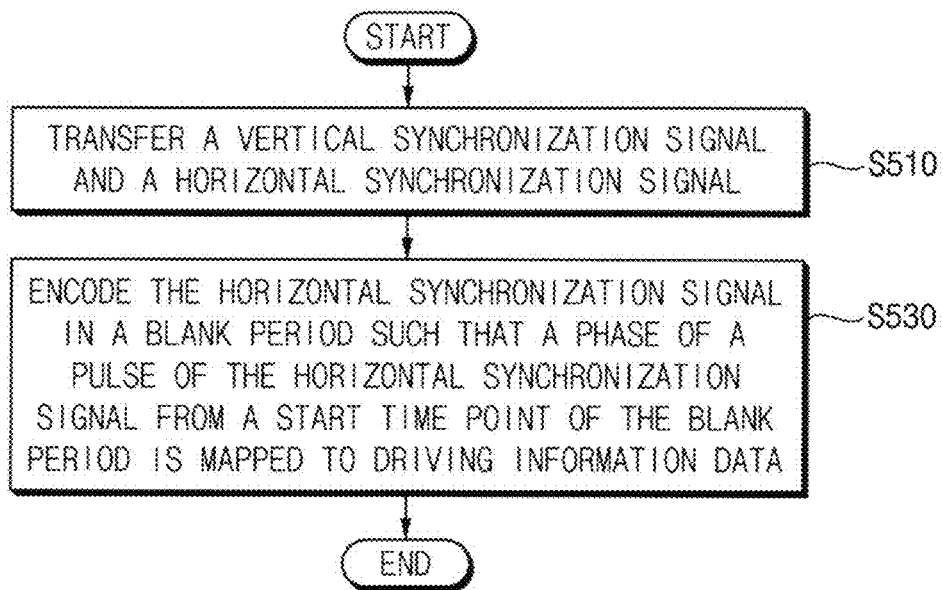 START
TRANSFER A VERTICAL SYNCHRONIZATION SIGNAL
AND A HORIZONTAL SYNCHRONIZATION SIGNAL
S510
ENCODE THE HORIZONTAL SYNCHRONIZATION SIGNAL
IN A BLANK PERIOD SUCH THAT A PHASE OF A
PULSE OF THE HORIZONTAL SYNCHRONIZATION
SIGNAL FROM A START TIME POINT OF THE BLANK
PERIOD IS MAPPED TO DRIVING INFORMATION DATA
S530
END